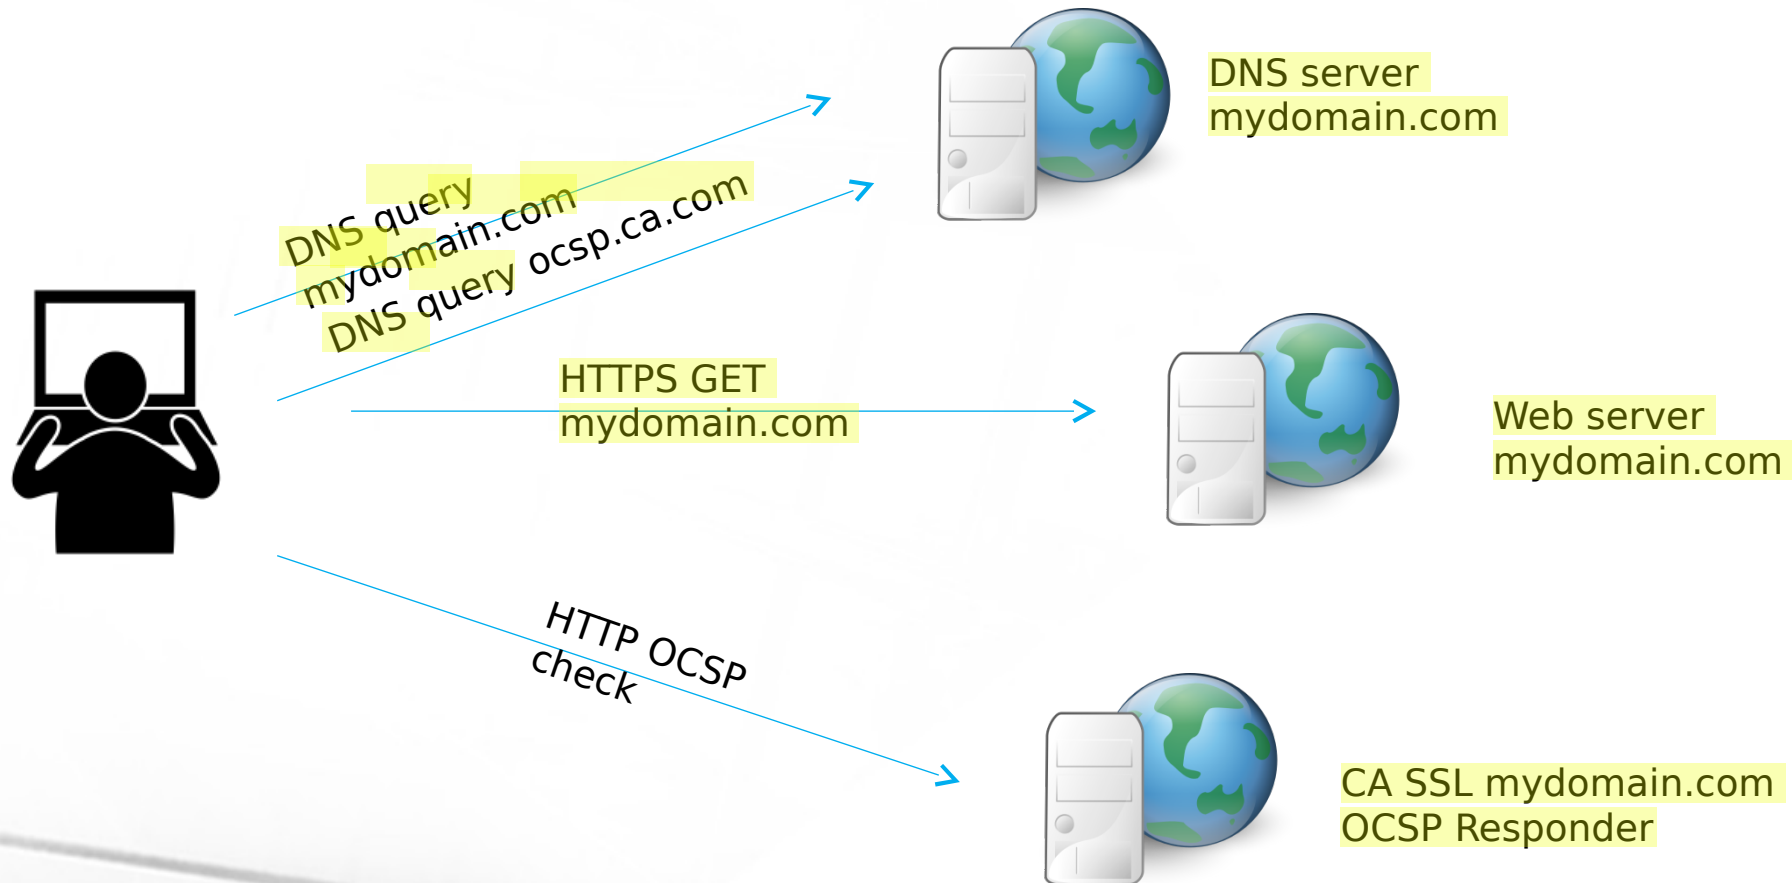 DNS server
mydomain.com
DNS query
mydomain.com
DNS query ocsp.ca.com
HTTPS GET
mydomain.com
Web server
mydomain.com
HTTP OCSP
check
CA SSL mydomain.com
OCSP Responder